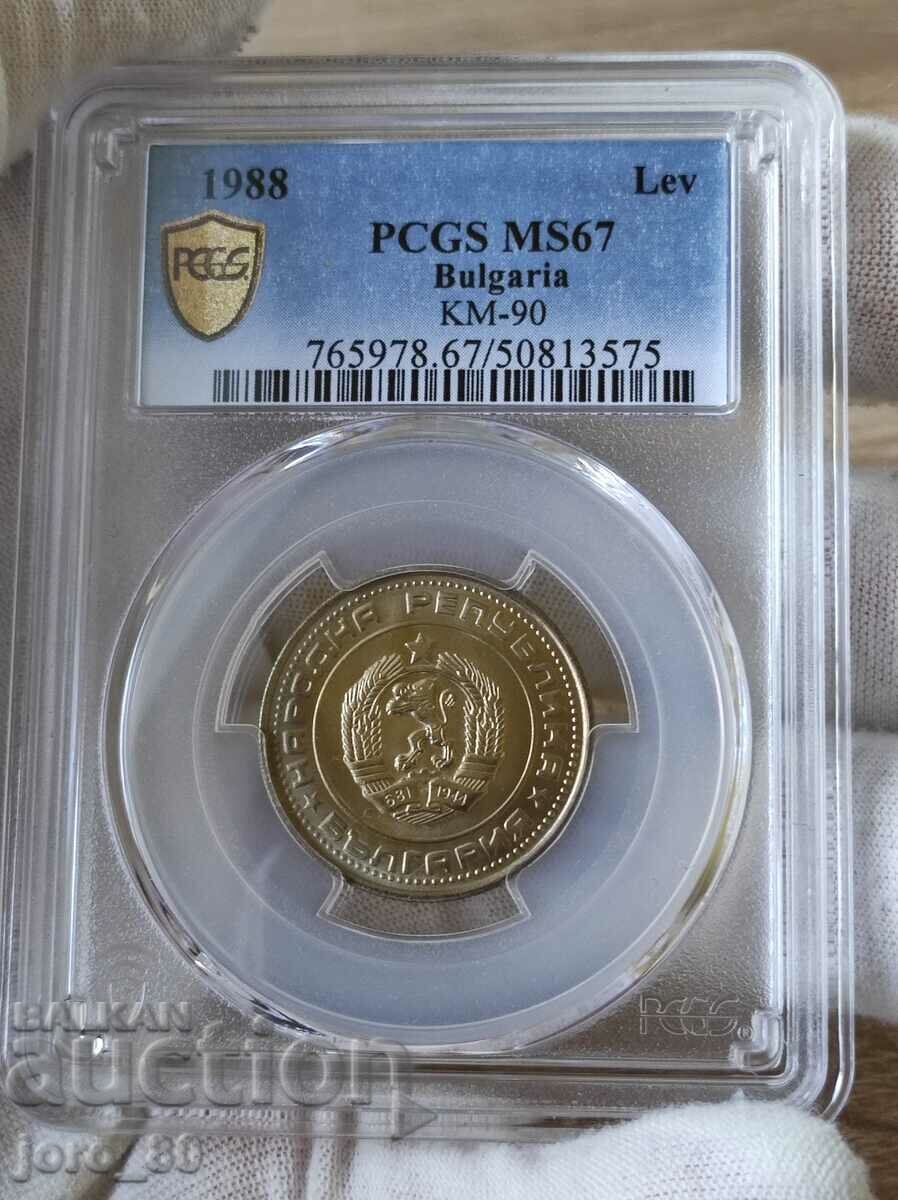 1988 Lev
PCGS
PCGS MS67
Bulgaria
KM-90
765978.67/50813575
НАРОДНА РЕПУБЛИКА
БЪЛГАРИЯ
681 1944
PCGS
BALKAN
auction
joro_80